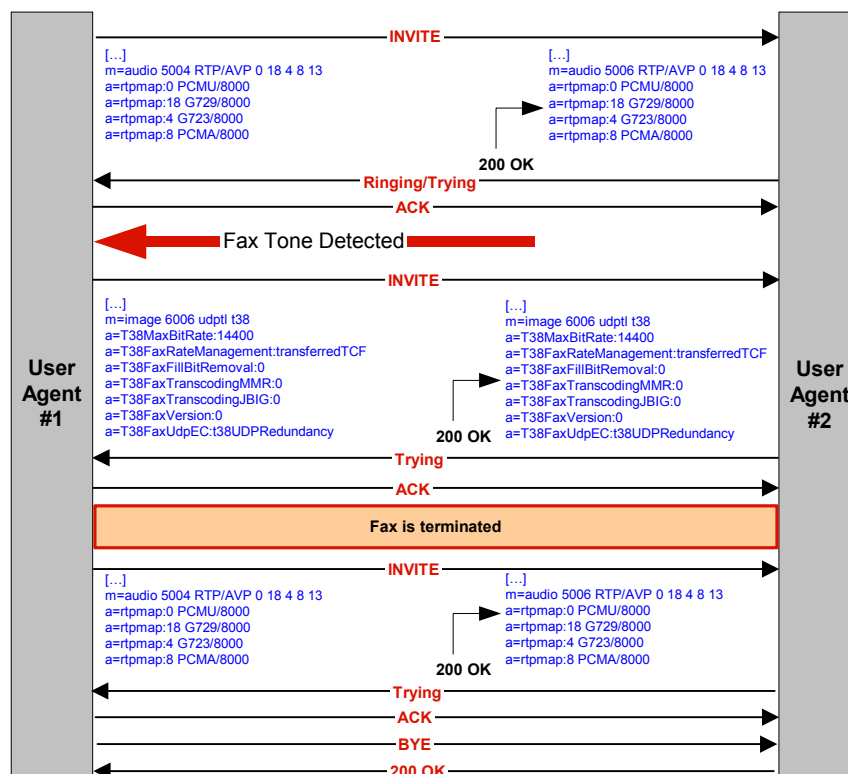 INVITE
[...]
m=audio 5004 RTP/AVP 0 18 4 8 13
a=rtpmap:0 PCMU/8000
a=rtpmap:18 G729/8000
a=rtpmap:4 G723/8000
a=rtpmap:8 PCMA/8000
[...]
m=audio 5006 RTP/AVP 0 18 4 8 13
a=rtpmap:0 PCMU/8000
a=rtpmap:18 G729/8000
a=rtpmap:4 G723/8000
a=rtpmap:8 PCMA/8000
200 OK
Ringing/Trying
ACK
Fax Tone Detected
INVITE
[...]
m=image 6006 udptl t38
a=T38MaxBitRate:14400
a=T38FaxRateManagement:transferredTCF
a=T38FaxFillBitRemoval:0
a=T38FaxTranscodingMMR:0
a=T38FaxTranscodingJBIG:0
a=T38FaxVersion:0
a=T38FaxUdpEC:t38UDPRedundancy
[...]
m=image 6006 udptl t38
a=T38MaxBitRate:14400
a=T38FaxRateManagement:transferredTCF
a=T38FaxFillBitRemoval:0
a=T38FaxTranscodingMMR:0
a=T38FaxTranscodingJBIG:0
a=T38FaxVersion:0
a=T38FaxUdpEC:t38UDPRedundancy
200 OK
User
Agent
#1
User
Agent
#2
Trying
ACK
Fax is terminated
INVITE
[...]
m=audio 5004 RTP/AVP 0 18 4 8 13
a=rtpmap:0 PCMU/8000
a=rtpmap:18 G729/8000
a=rtpmap:4 G723/8000
a=rtpmap:8 PCMA/8000
[...]
m=audio 5006 RTP/AVP 0 18 4 8 13
a=rtpmap:0 PCMU/8000
a=rtpmap:18 G729/8000
a=rtpmap:4 G723/8000
a=rtpmap:8 PCMA/8000
200 OK
Trying
ACK
BYE
200 OK